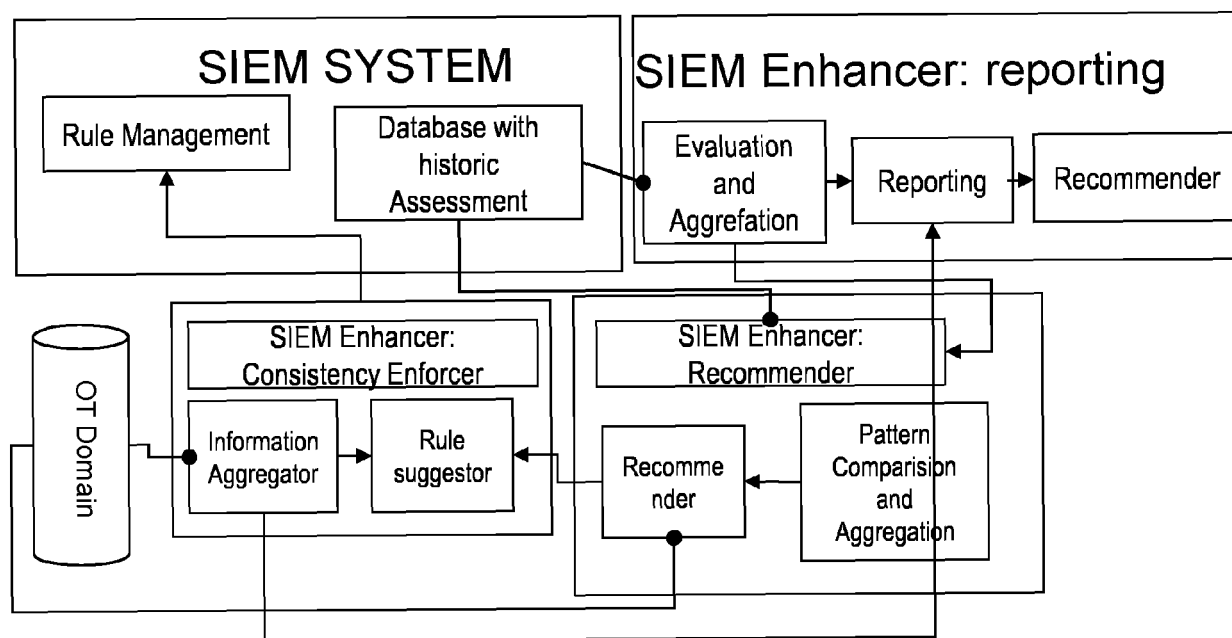 SIEM SYSTEM
SIEM Enhancer: reporting
Rule Management
Database with
historic
Assessment
Evaluation
and
Aggrefation
Reporting
Recommender
SIEM Enhancer:
Consistency Enforcer
SIEM Enhancer:
Recommender
OT Domain
Information
Aggregator
Rule
suggestor
Recomme
nder
Pattern
Comparision
and
Aggregation